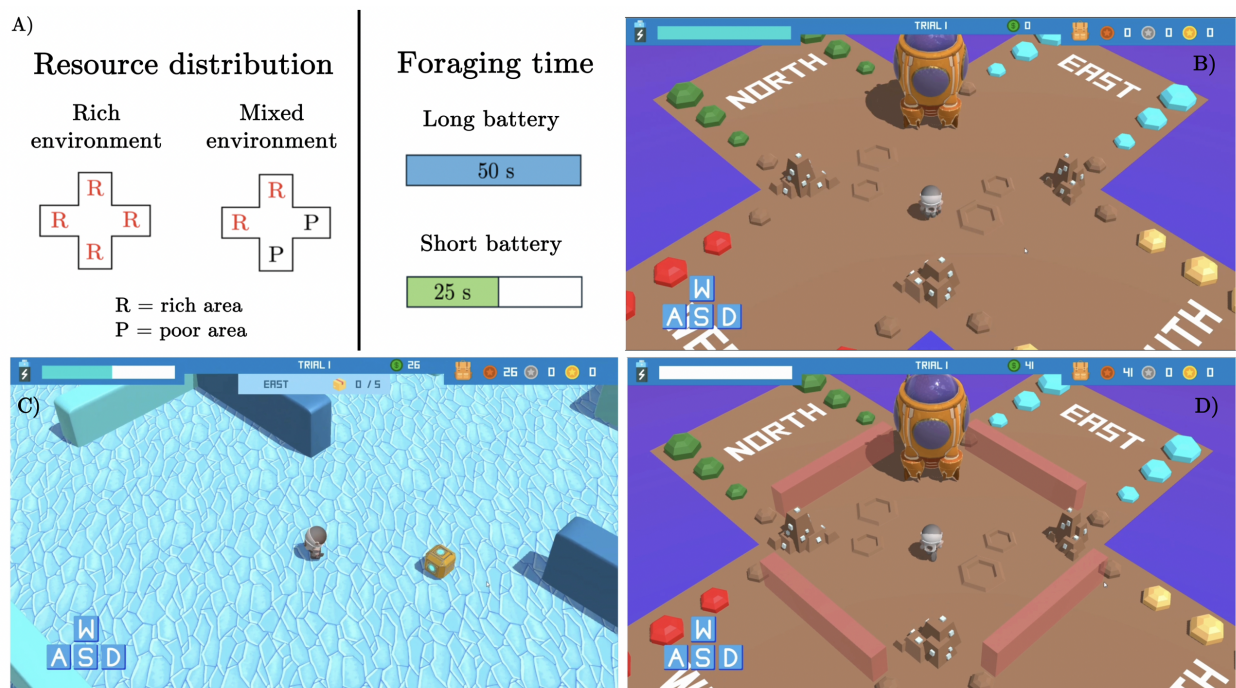 A)
Resource distribution
Rich
environment
Mixed
environment
R
R
R
R
R
R
P
P
R = rich area
P = poor area
Foraging time
Long battery
50 s
Short battery
25 s
TRIAL 1
0
0
0
0
B)
NORTH
EAST
W
A S D
UTH
TRIAL 1
26
26
0
0
EAST
0 / 5
C)
W
A S D
TRIAL 1
41
41
0
0
D)
NORTH
EAST
W
A S D